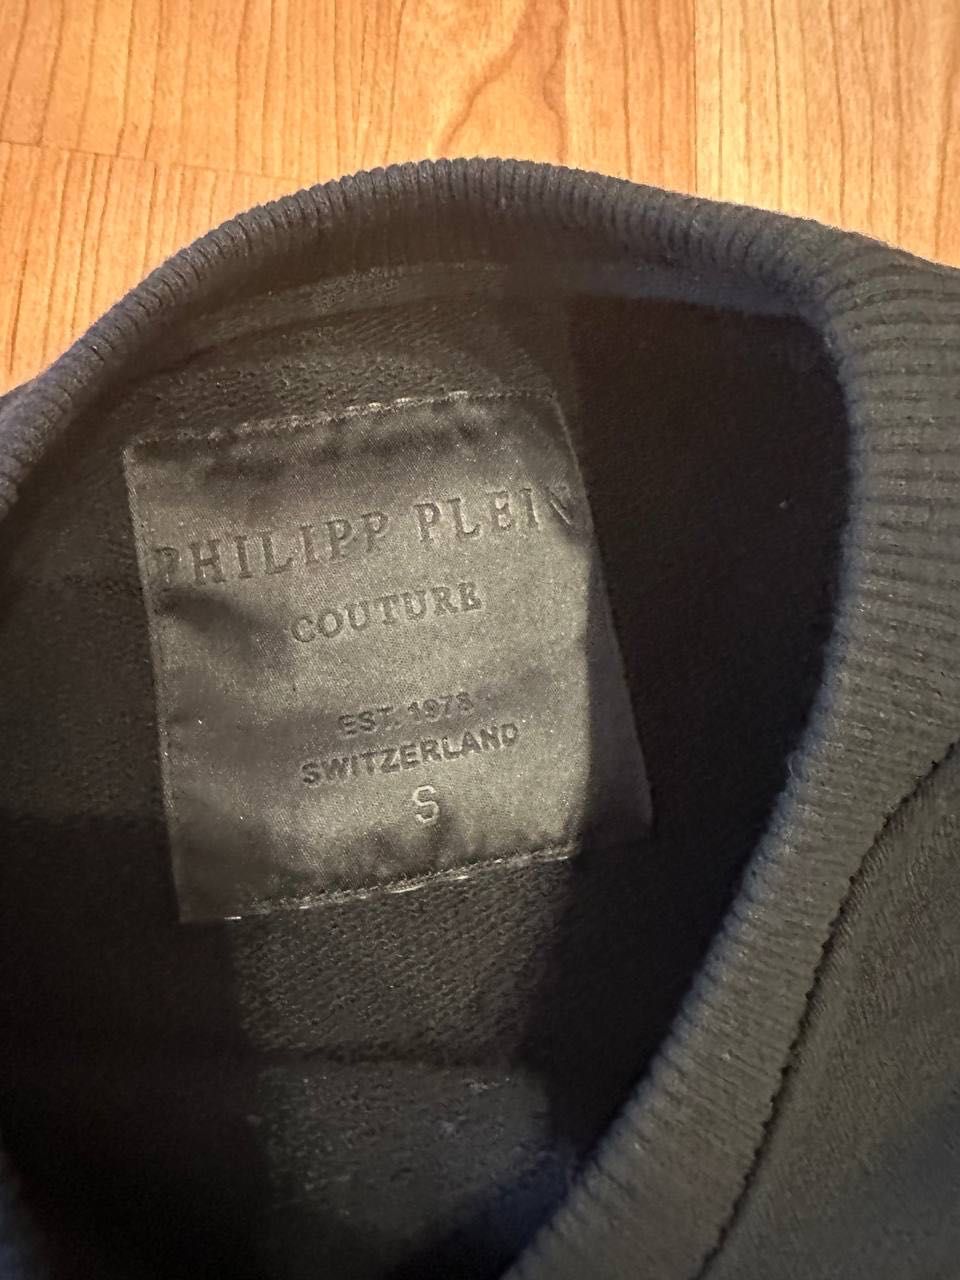 PHILIPP PLEIN
COUTURE
EST. 1978
SWITZERLAND
S